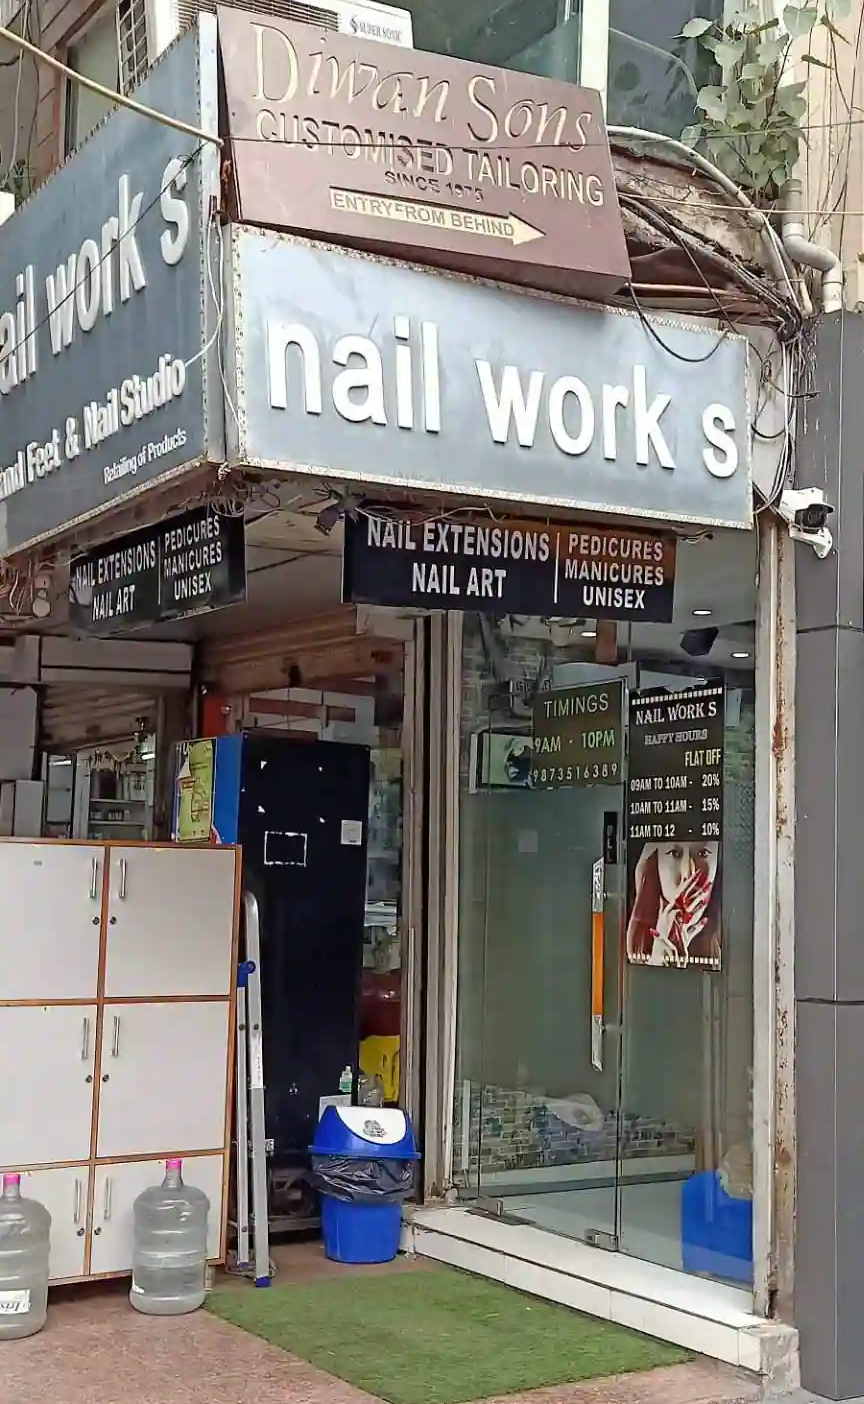 SUPER SONIC
Diwan Sons
CUSTOMISED TAILORING
SINCE 1975
ENTRY FROM BEHIND
ail work s
and Feet & Nail Studio
Retailing of Products
nail work s
NAIL EXTENSIONS
NAIL ART
PEDICURES
MANICURES
UNISEX
NAIL EXTENSIONS
NAIL ART
PEDICURES
MANICURES
UNISEX
TIMINGS
9AM - 10PM
9873516389
NAIL WORK S
HAPPY HOURS
FLAT OFF
09AM TO 10AM - 20%
10AM TO 11AM - 15%
11AM TO 12 - 10%